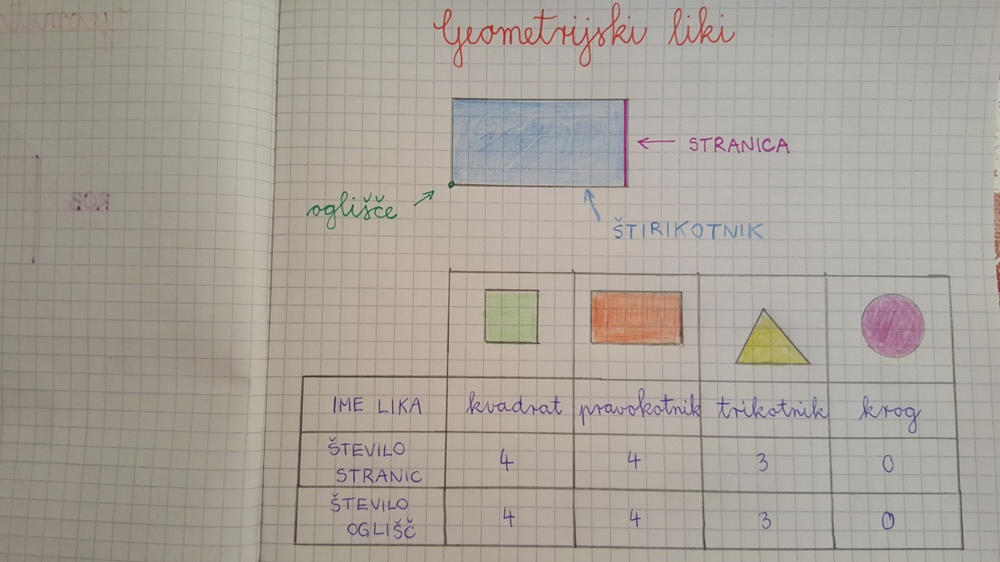 Geometrijski liki
← STRANICA
oglišče
ŠTIRIKOTNIK
IME LIKA kvadrat pravokotnik trikotnik krog
ŠTEVILO
STRANIC 4 4 3 0
ŠTEVILO
OGLIŠČ 4 4 3 0